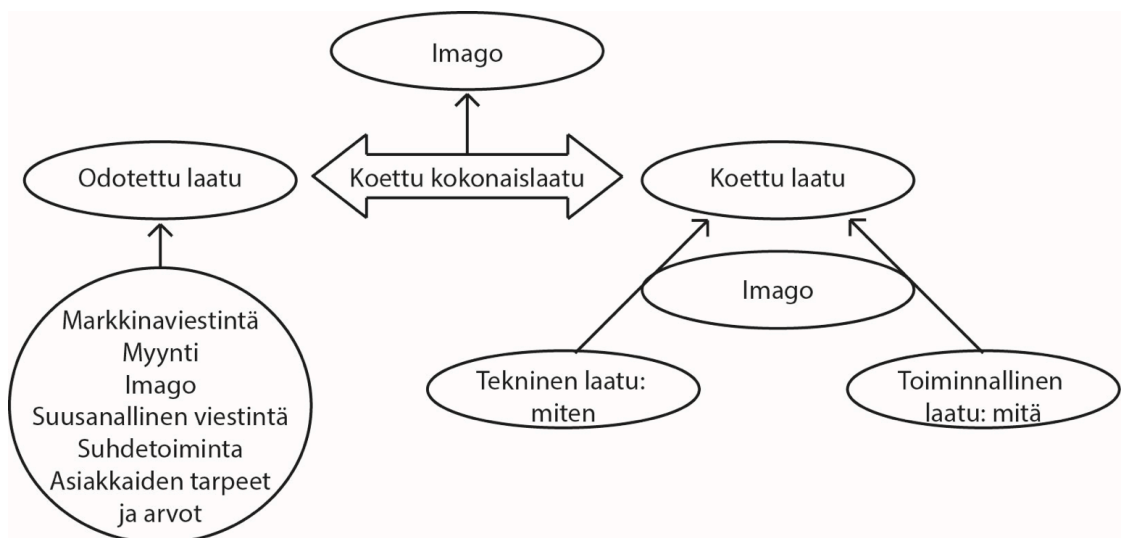 Imago
Odotettu laatu
Koettu kokonaislaatu
Koettu laatu
Markkinaviestintä
Myynti
Imago
Suusanallinen viestintä
Suhdetoiminta
Asiakkaiden tarpeet
ja arvot
Imago
Tekninen laatu:
miten
Toiminnallinen
laatu: mitä